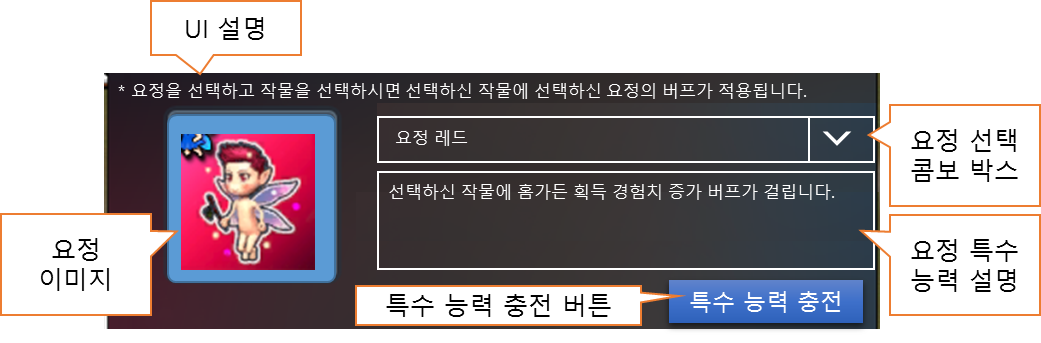 UI 설명
* 요정을 선택하고 작물을 선택하시면 선택하신 작물에 선택하신 요정의 버프가 적용됩니다.
요정 레드
요정 선택
콤보 박스
선택하신 작물에 홈가든 획득 경험치 증가 버프가 걸립니다.
요정
이미지
요정 특수
능력 설명
특수 능력 충전 버튼
특수 능력 충전